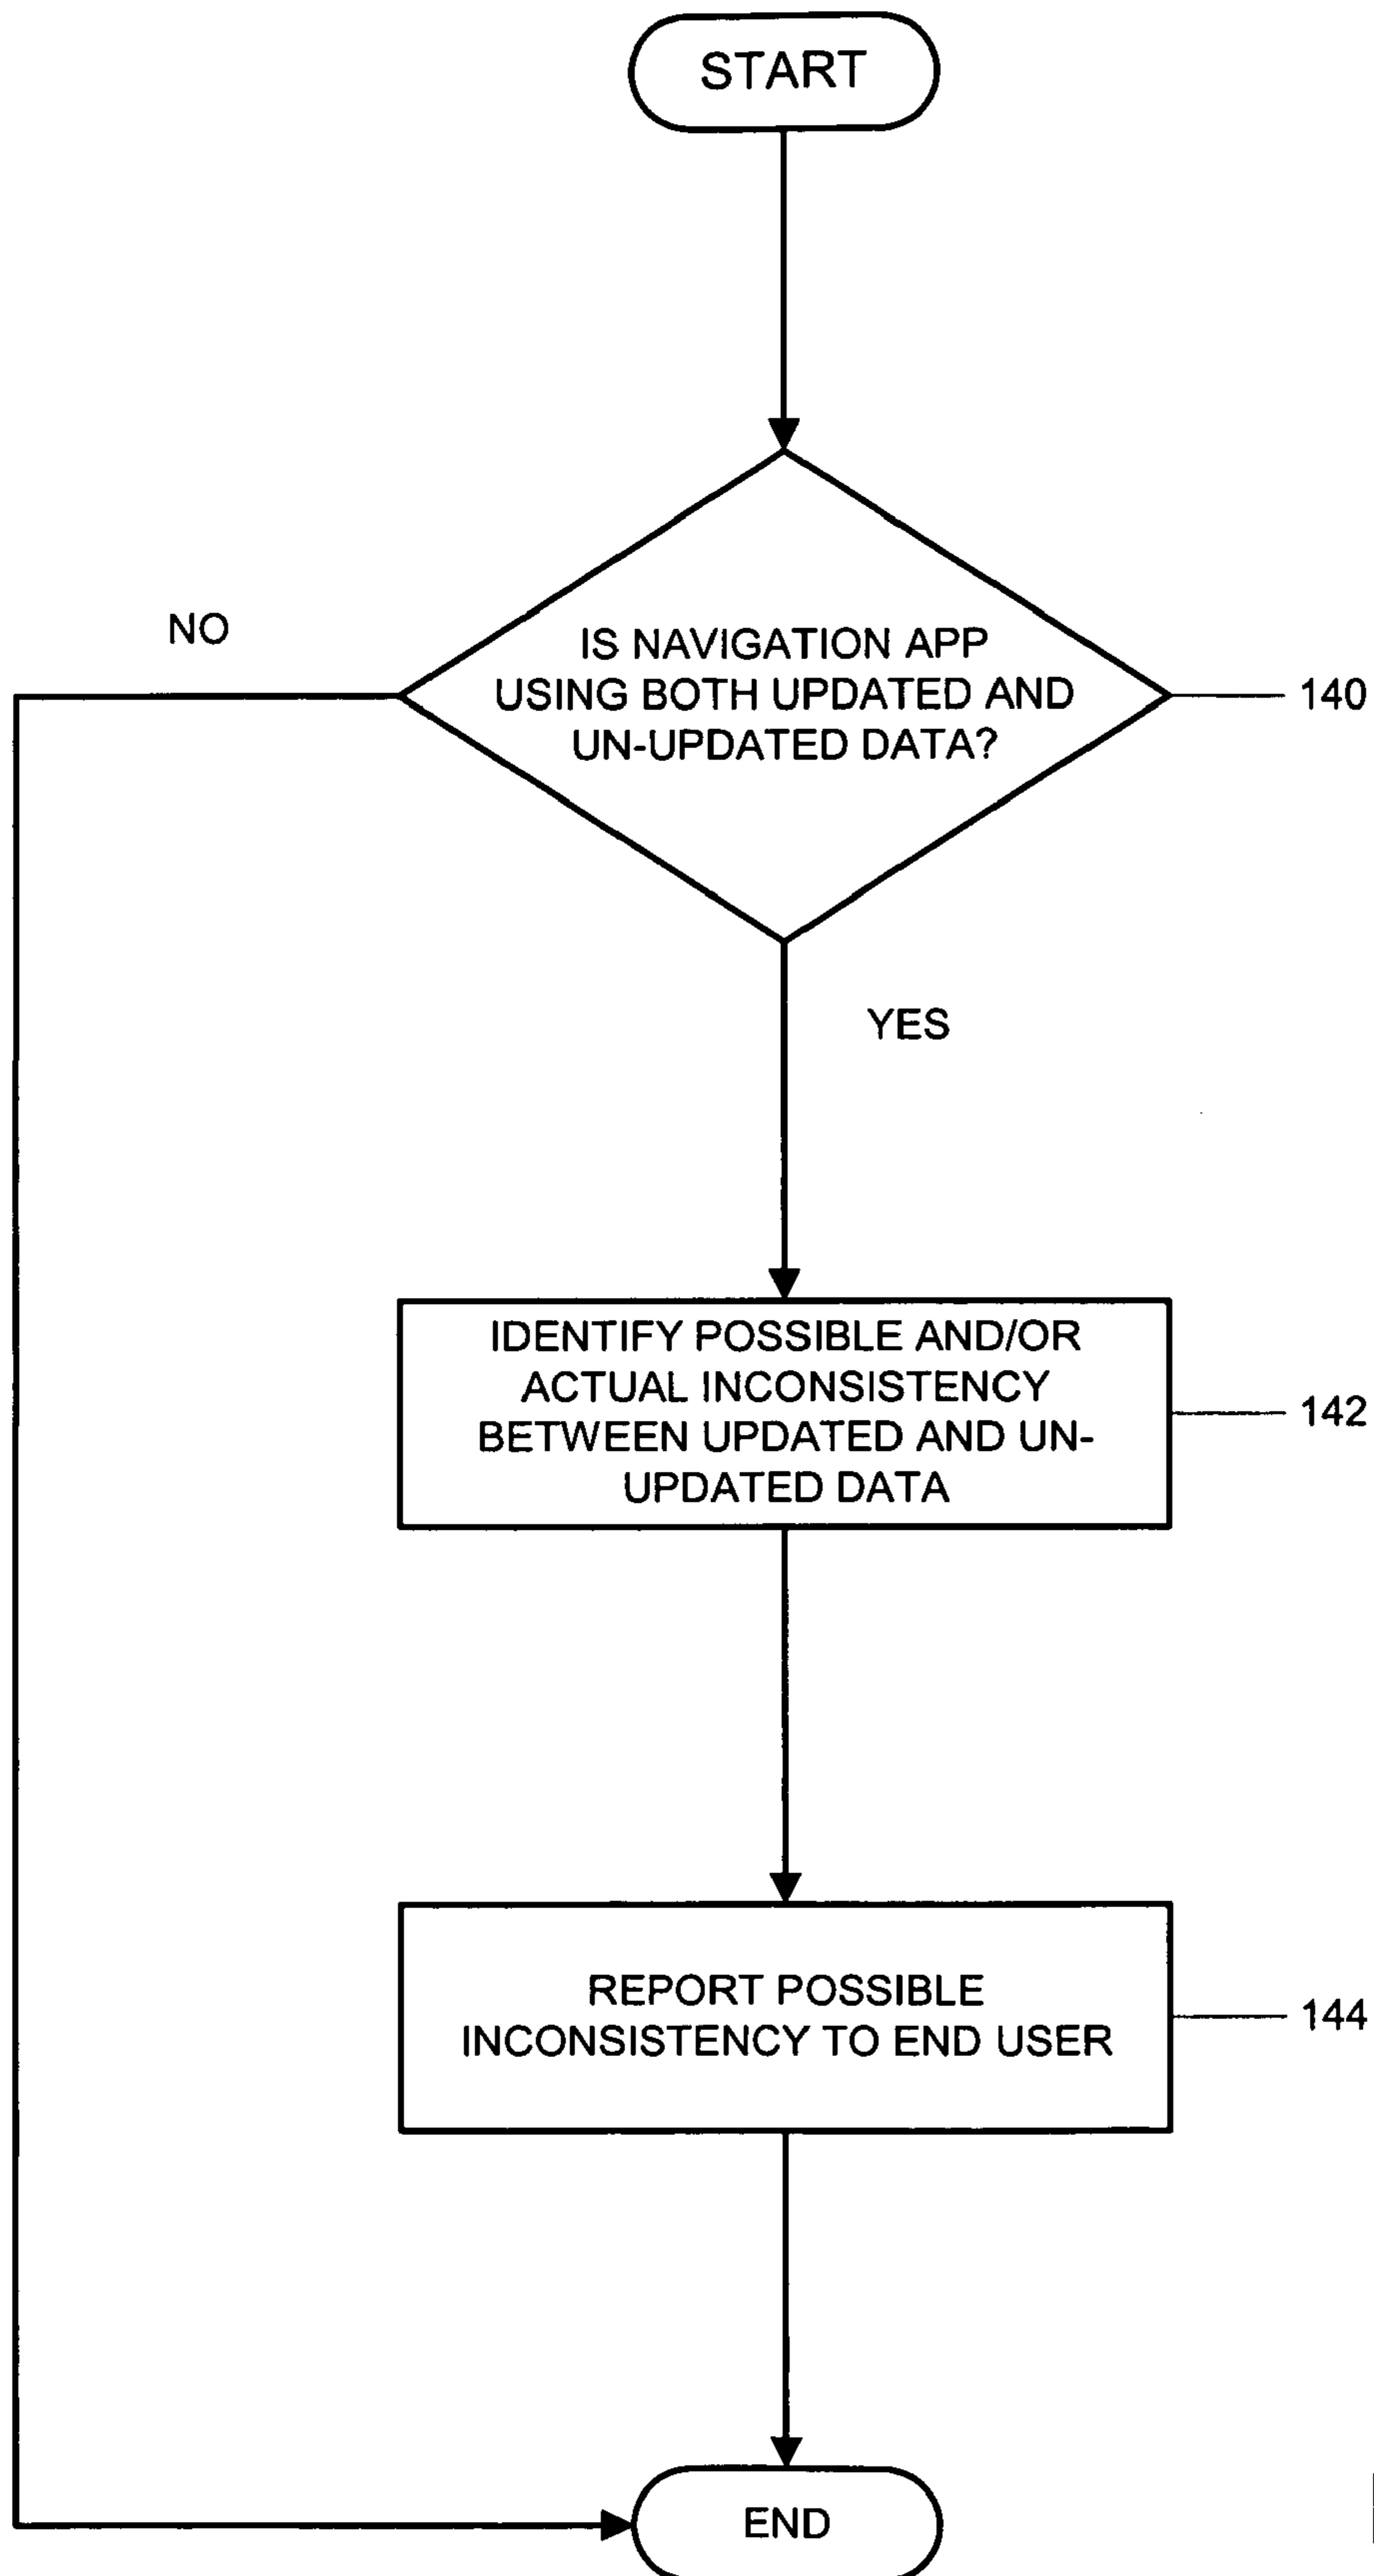 START
NO
IS NAVIGATION APP
USING BOTH UPDATED AND
UN-UPDATED DATA?
140
YES
IDENTIFY POSSIBLE AND/OR
ACTUAL INCONSISTENCY
BETWEEN UPDATED AND UN-
UPDATED DATA
142
REPORT POSSIBLE
INCONSISTENCY TO END USER
144
END